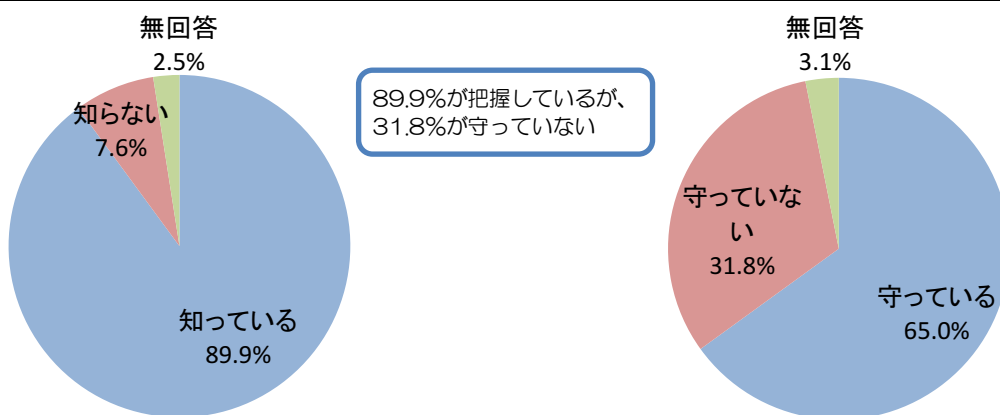 無回答
2.5%
知らない
7.6%
知っている
89.9%
89.9%が把握しているが、
31.8%が守っていない
無回答
3.1%
守っていな
い
31.8%
守っている
65.0%